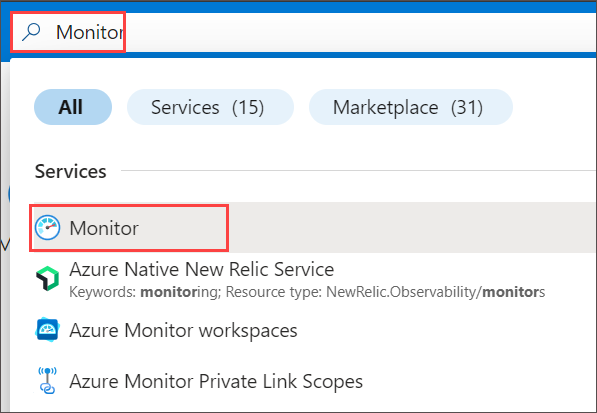 Monitor
All
Services (15)
Marketplace (31)
Services
Monitor
Azure Native New Relic Service
Keywords: monitoring; Resource type: NewRelic.Observability/monitors
Azure Monitor workspaces
Azure Monitor Private Link Scopes